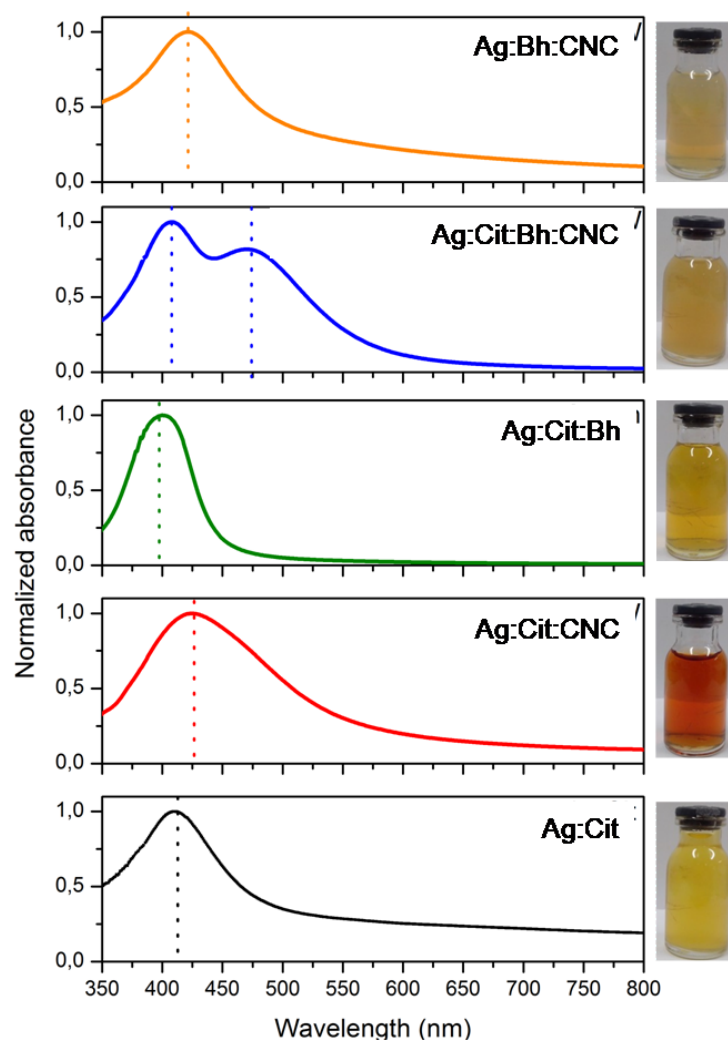 Ag:Bh:CNC
1,0
0,5
0,0
Ag:Cit:Bh:CNC
1,0
0,5
0,0
Ag:Cit:Bh
1,0
0,5
0,0
Ag:Cit:CNC
1,0
0,5
0,0
Ag:Cit
1,0
0,5
0,0
Normalized absorbance
350 400 450 500 550 600 650 700 750 800
Wavelength (nm)